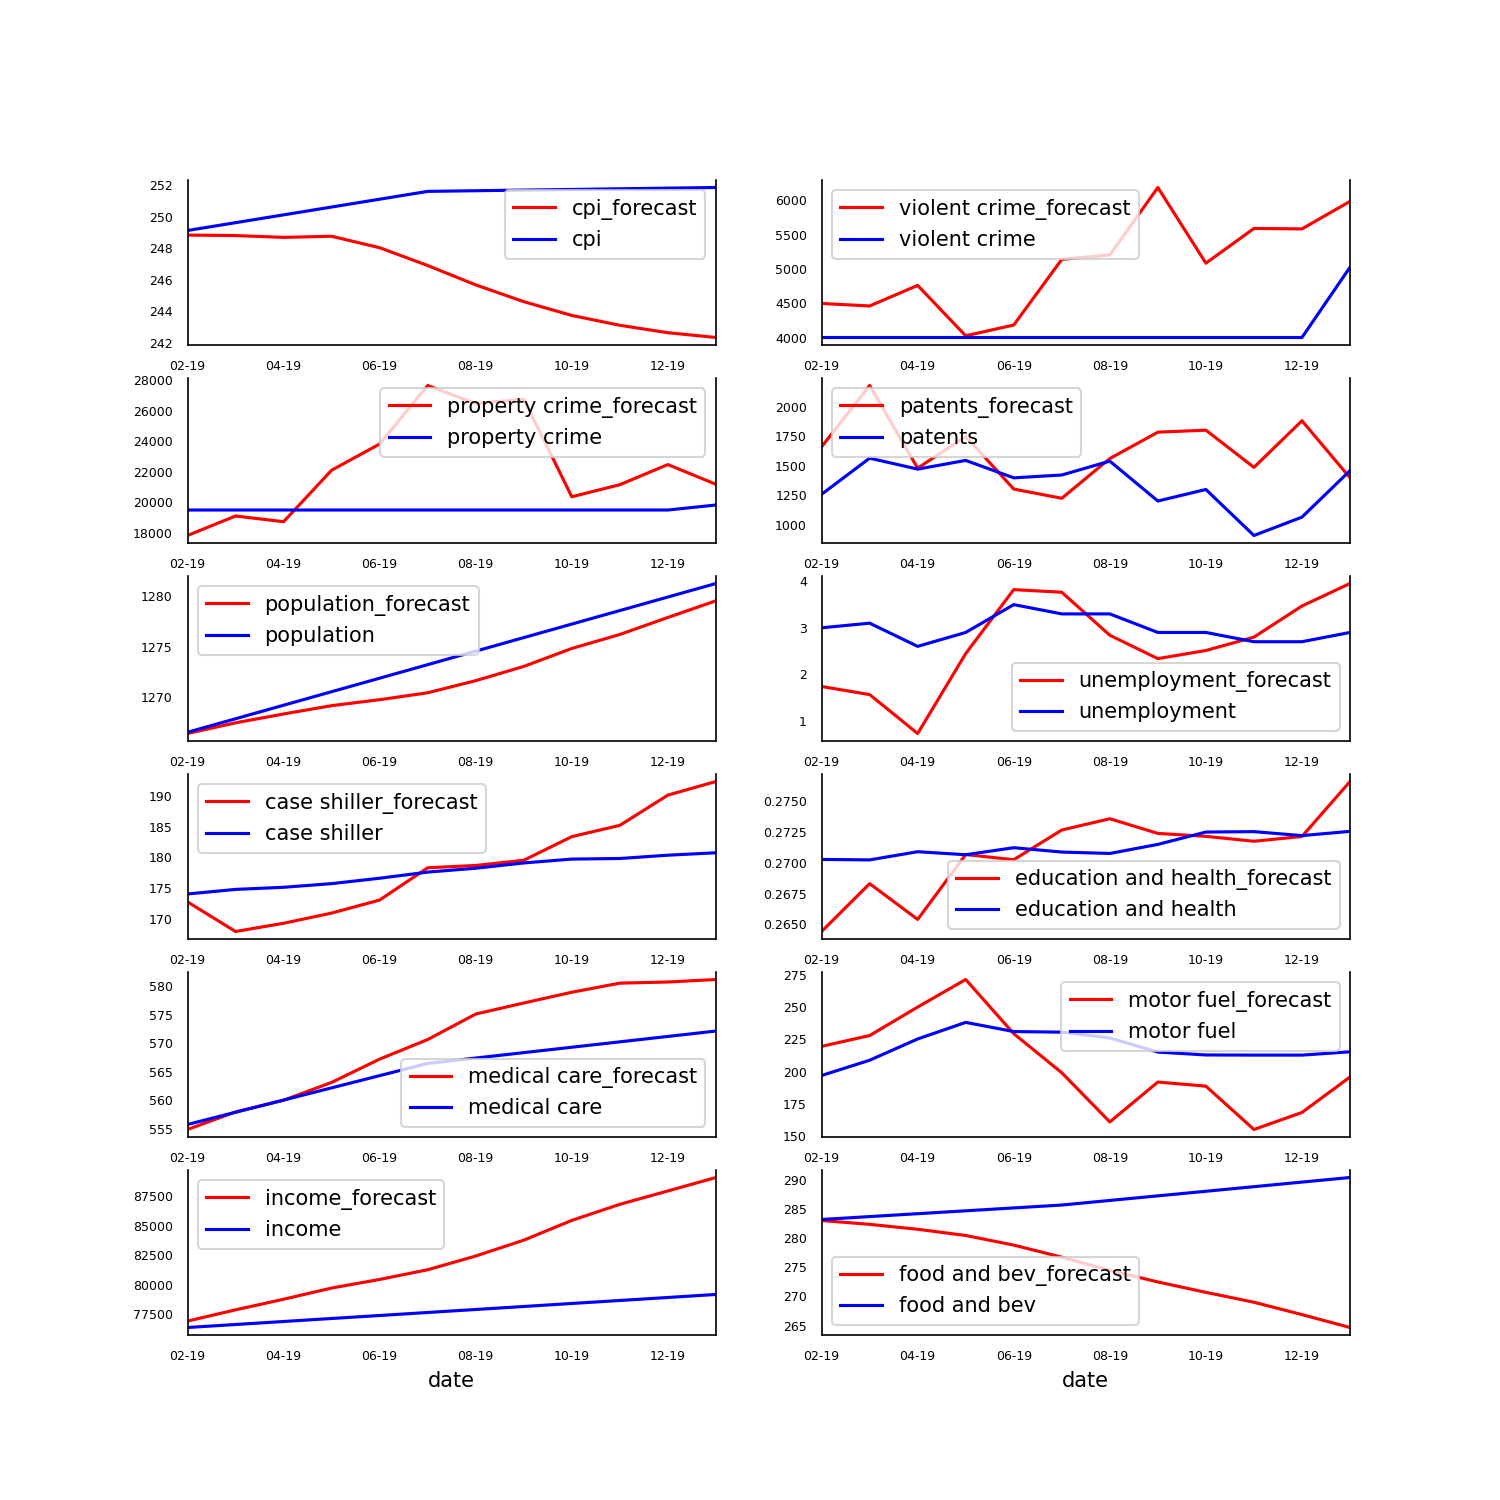 252
250
248
246
244
242
cpi_forecast
cpi
02-19 04-19 06-19 08-19 10-19 12-19
6000
5500
5000
4500
4000
violent crime_forecast
violent crime
02-19 04-19 06-19 08-19 10-19 12-19
28000
26000
24000
22000
20000
18000
property crime_forecast
property crime
02-19 04-19 06-19 08-19 10-19 12-19
2000
1750
1500
1250
1000
patents_forecast
patents
02-19 04-19 06-19 08-19 10-19 12-19
1280
1275
1270
population_forecast
population
02-19 04-19 06-19 08-19 10-19 12-19
4
3
2
1
unemployment_forecast
unemployment
02-19 04-19 06-19 08-19 10-19 12-19
190
185
180
175
170
case shiller_forecast
case shiller
02-19 04-19 06-19 08-19 10-19 12-19
0.2750
0.2725
0.2700
0.2675
0.2650
education and health_forecast
education and health
02-19 04-19 06-19 08-19 10-19 12-19
580
575
570
565
560
555
medical care_forecast
medical care
02-19 04-19 06-19 08-19 10-19 12-19
275
250
225
200
175
150
motor fuel_forecast
motor fuel
02-19 04-19 06-19 08-19 10-19 12-19
87500
85000
82500
80000
77500
income_forecast
income
02-19 04-19 06-19 08-19 10-19 12-19
date
290
285
280
275
270
265
food and bev_forecast
food and bev
02-19 04-19 06-19 08-19 10-19 12-19
date